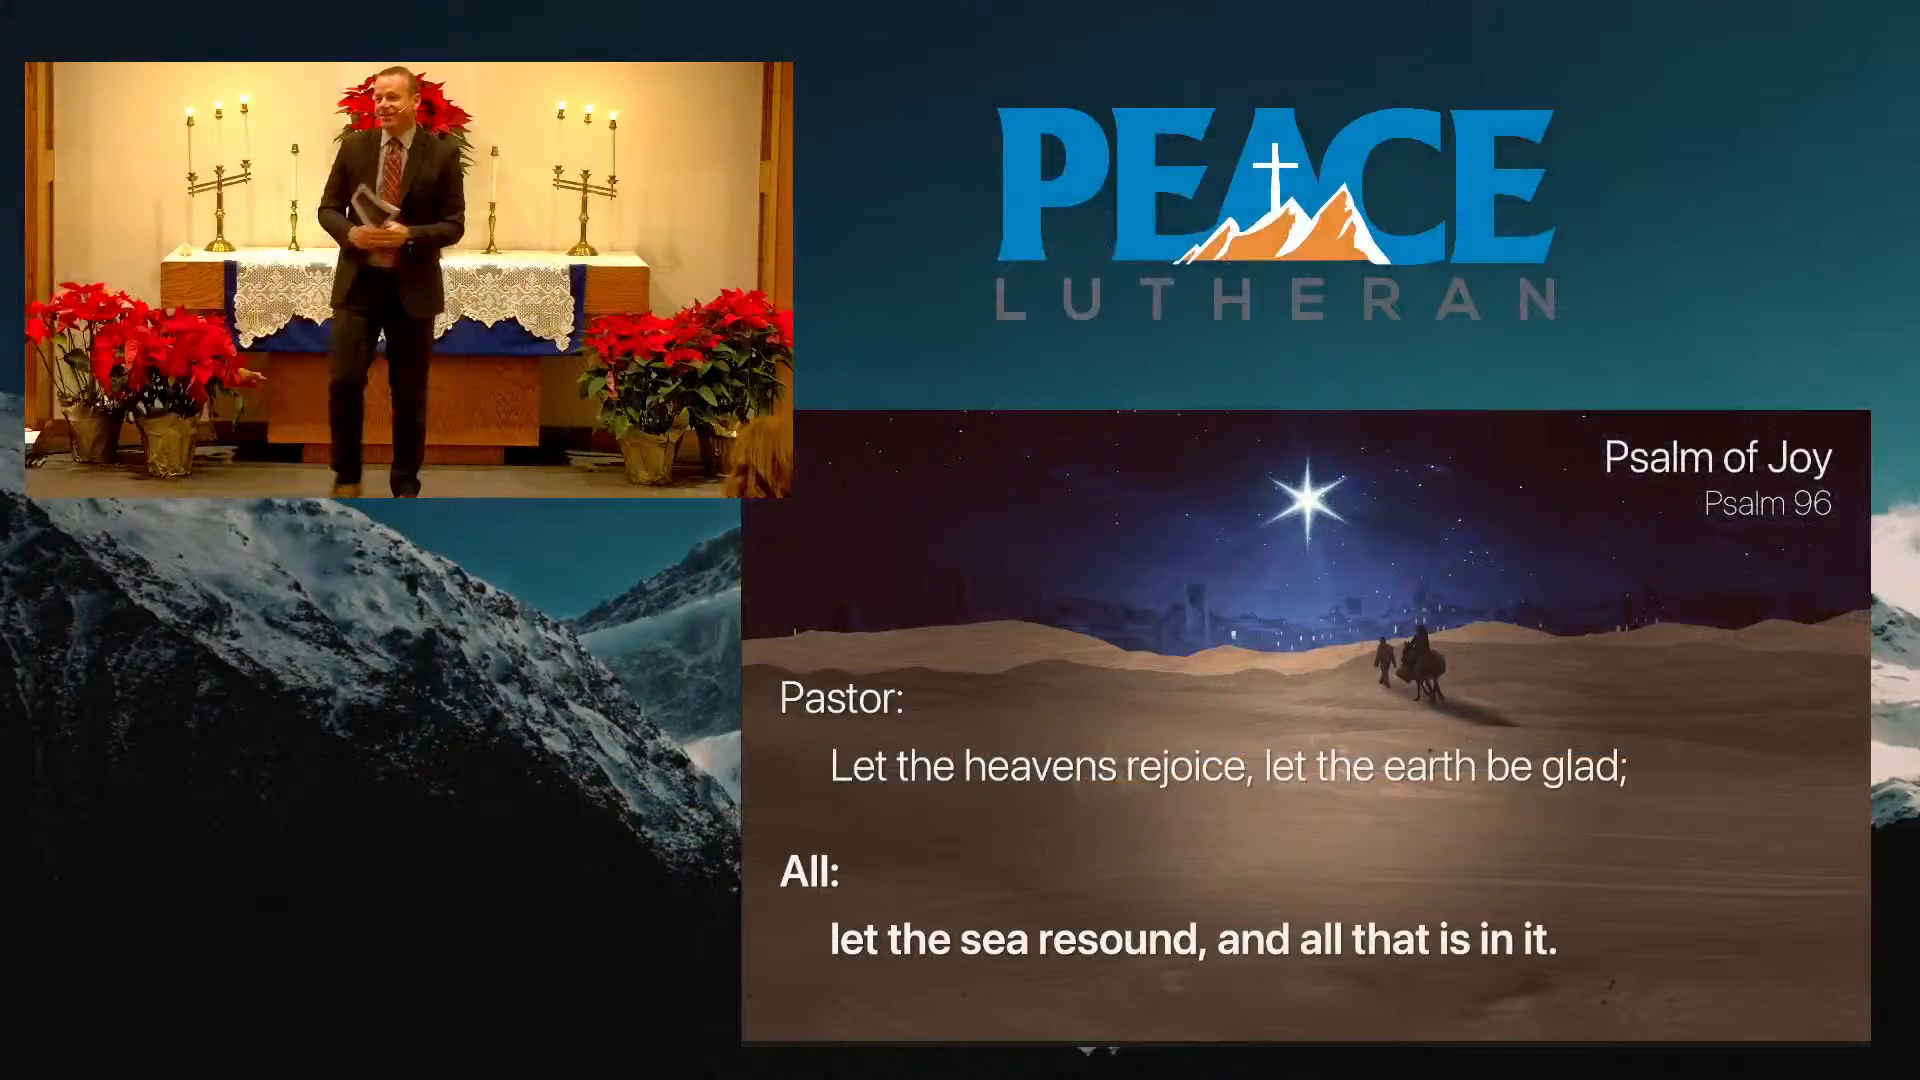 PEACE
LUTHERAN
Psalm of Joy
Psalm 96
Pastor:
Let the heavens rejoice, let the earth be glad;
All:
let the sea resound, and all that is in it.